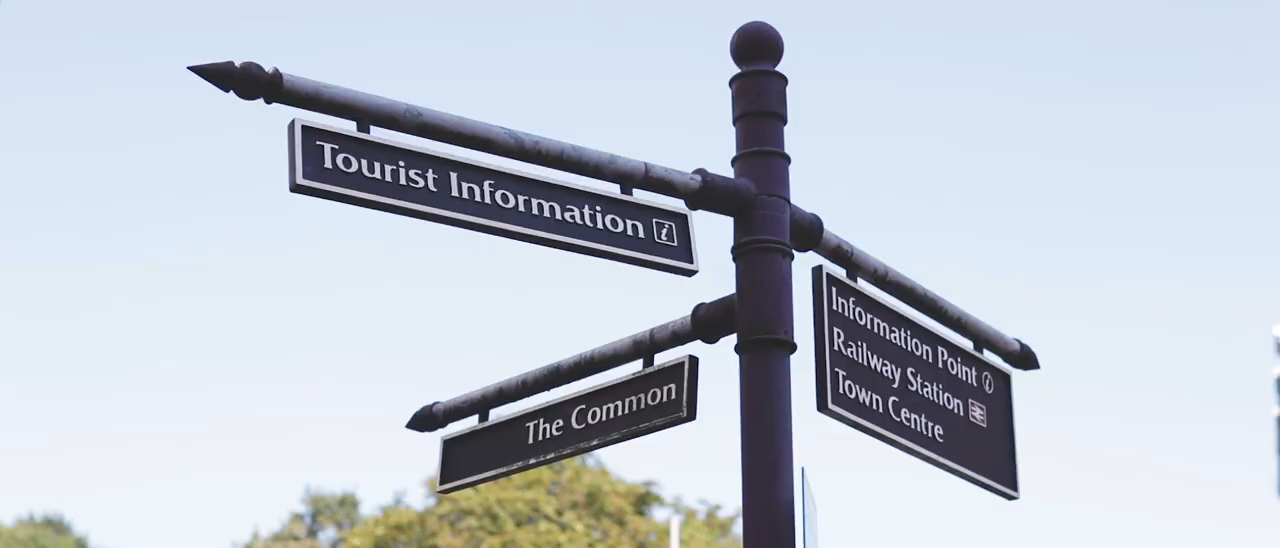 Tourist Information i
The Common
Information Point i
Railway Station
Town Centre